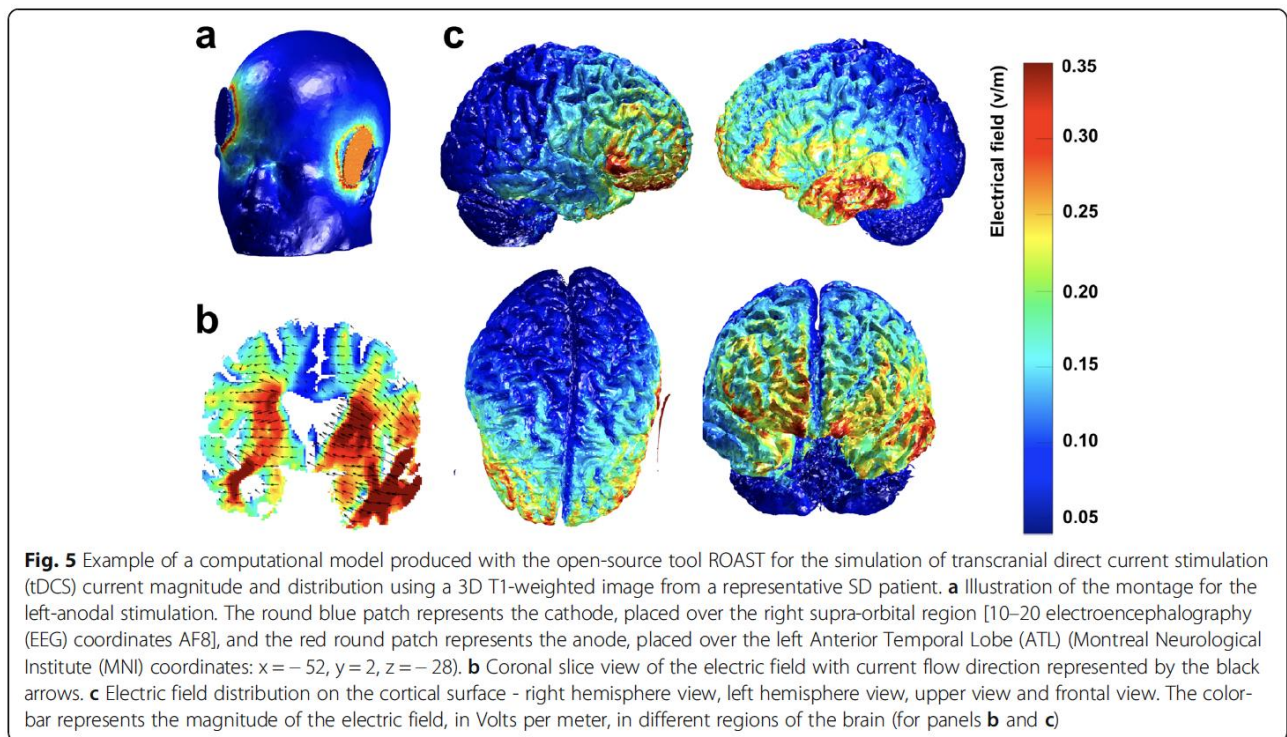 a
c
b
Electrical field (v/m)
0.35
0.30
0.25
0.20
0.15
0.10
0.05
Fig. 5 Example of a computational model produced with the open-source tool ROAST for the simulation of transcranial direct current stimulation
(tDCS) current magnitude and distribution using a 3D T1-weighted image from a representative SD patient. a Illustration of the montage for the
left-anodal stimulation. The round blue patch represents the cathode, placed over the right supra-orbital region [10–20 electroencephalography
(EEG) coordinates AF8], and the red round patch represents the anode, placed over the left Anterior Temporal Lobe (ATL) (Montreal Neurological
Institute (MNI) coordinates: x = − 52, y = 2, z = − 28). b Coronal slice view of the electric field with current flow direction represented by the black
arrows. c Electric field distribution on the cortical surface - right hemisphere view, left hemisphere view, upper view and frontal view. The color-
bar represents the magnitude of the electric field, in Volts per meter, in different regions of the brain (for panels b and c)